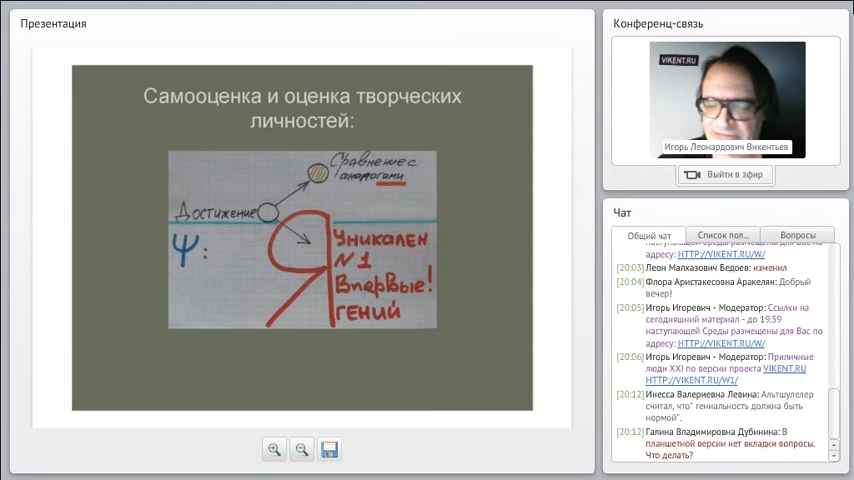 Презентация
Самооценка и оценка творческих
личностей:
Сравнение с
аналогами
Достижение
Ψ:
Я
Уникален
N1
Впервые!
гений
Конференц-связь
VIKENT.RU
Игорь Леонардович Викентьев
Выйти в эфир
Чат
Общий чат
Список пол...
Вопросы
наступающей Среды размещены для Вас по
адресу: HTTP://VIKENT.RU/W/
[20:03] Леон Малхазович Бедоев: изменил
[20:04] Флора Аристакесовна Аракелян: Добрый
вечер!
[20:05] Игорь Игоревич - Модератор: Ссылки на
сегодняшний материал - до 19.59
наступающей Среды размещены для Вас по
адресу: HTTP://VIKENT.RU/W/
[20:06] Игорь Игоревич - Модератор: Приличные
люди XXI по версии проекта VIKENT.RU
HTTP://VIKENT.RU/W1/
[20:12] Инесса Валериевна Левина: Альтшуллер
считал, что" гениальность должна быть
нормой".
[20:12] Галина Владимировна Дубинина: В
планшетной версии нет вкладки вопросы.
Что делать?